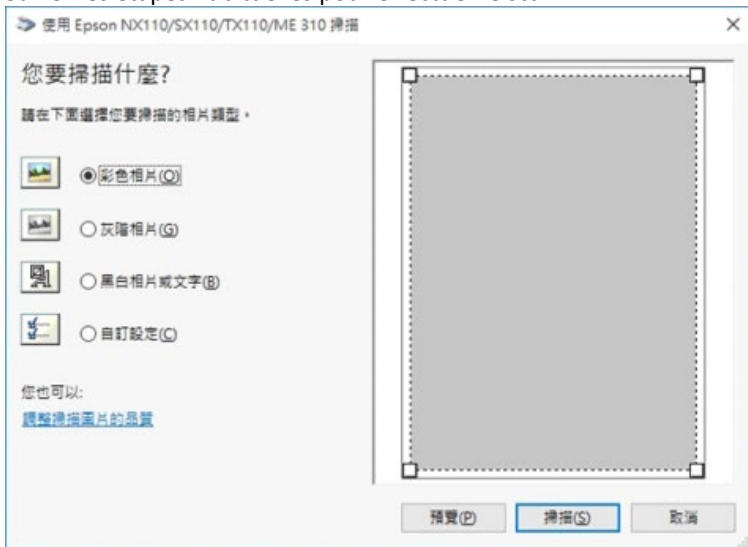 使用 Epson NX110/SX110/TX110/ME 310 掃描
您要掃描什麼?
請在下面選擇您要掃描的相片類型。
彩色相片(O)
灰階相片(G)
黑白相片或文字(B)
自訂設定(C)
您也可以:
調整掃描圖片的品質
預覽(P)
掃描(S)
取消